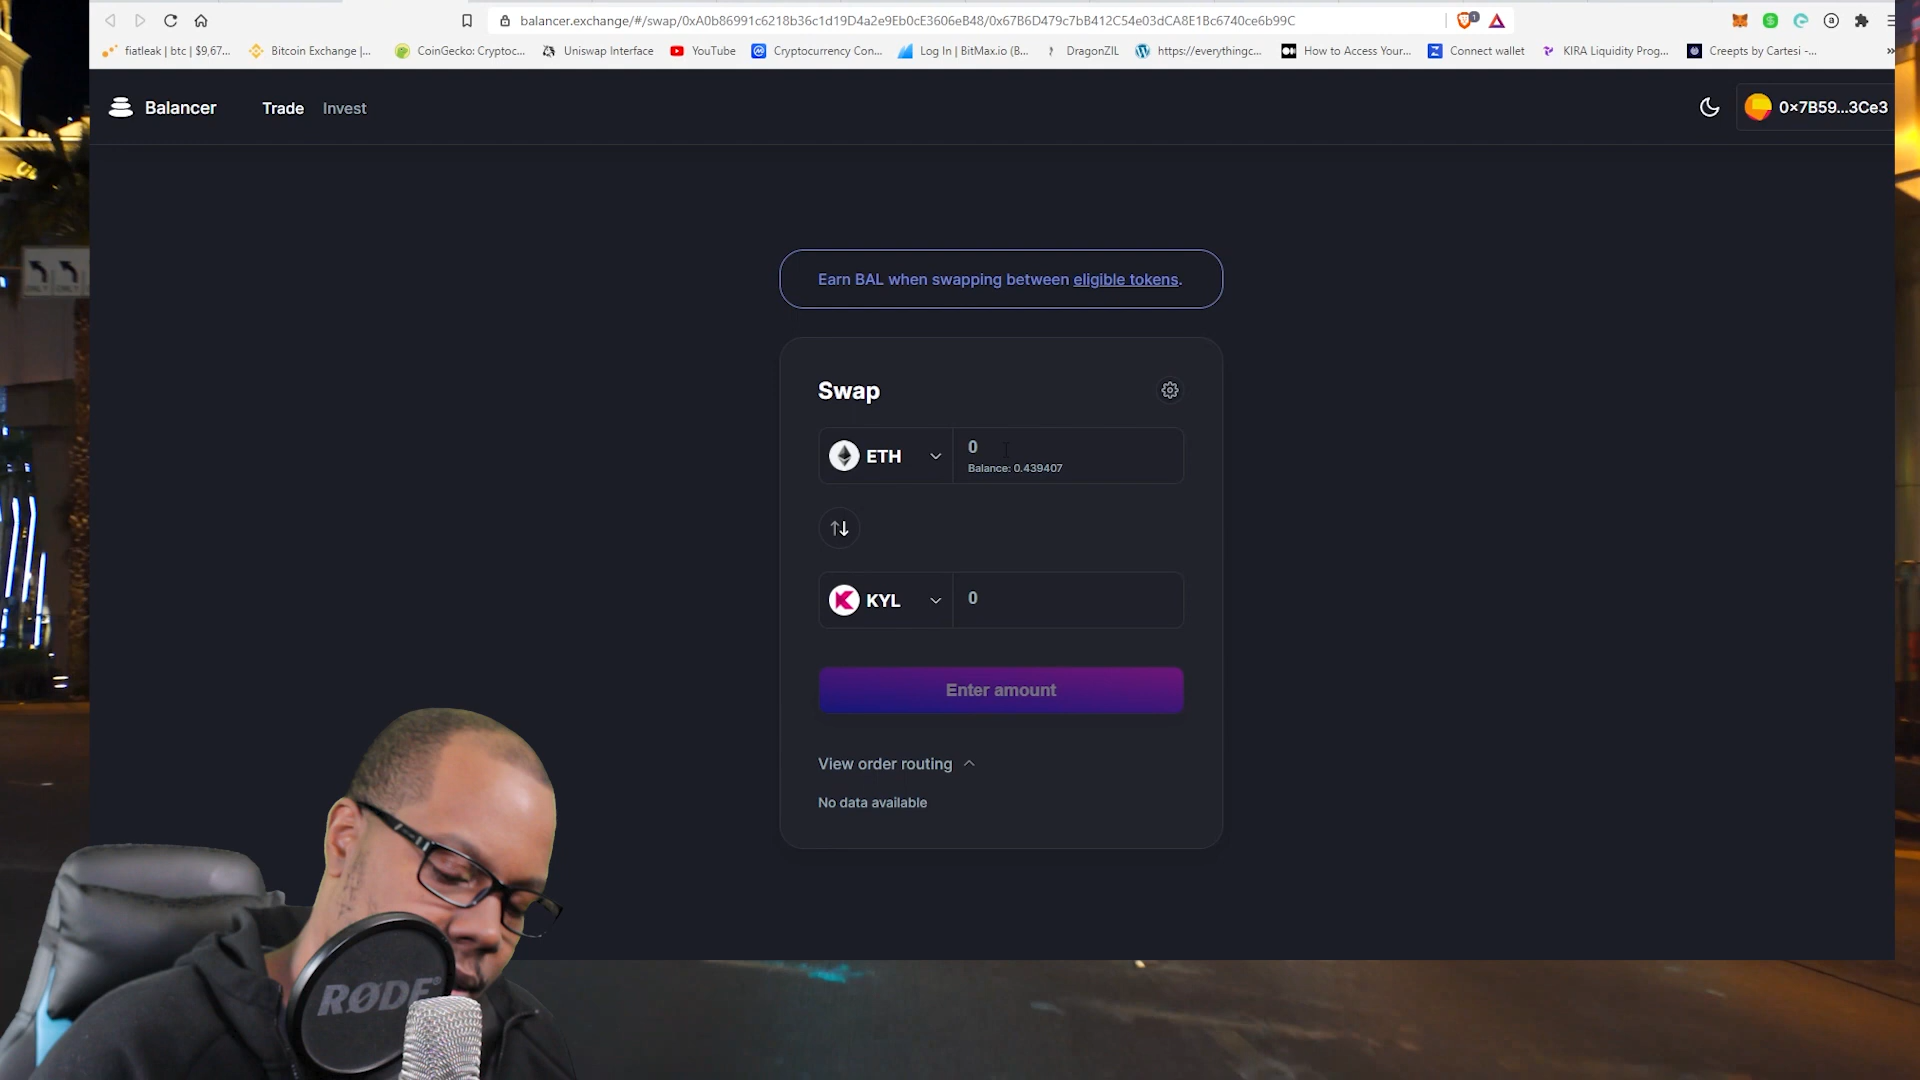 balancer.exchange/#/swap/0xA0b86991c6218b36c1d19D4a2e9Eb0cE3606eB48/0x67B6D479c7bB412C54e03dCA8E1Bc6740ce6b99C
1
fiatleak | btc | $9,67...
Bitcoin Exchange |...
CoinGecko: Cryptoc...
Uniswap Interface
YouTube
Cryptocurrency Con...
Log In | BitMax.io (B...
DragonZIL
https://everythingc...
How to Access Your...
Connect wallet
KIRA Liquidity Prog...
Creepts by Cartesi -...
»
Balancer
Trade
Invest
0×7B59...3Ce3
Earn BAL when swapping between eligible tokens.
Swap
ETH
0
Balance: 0.439407
KYL
0
Enter amount
View order routing
No data available
RØDE